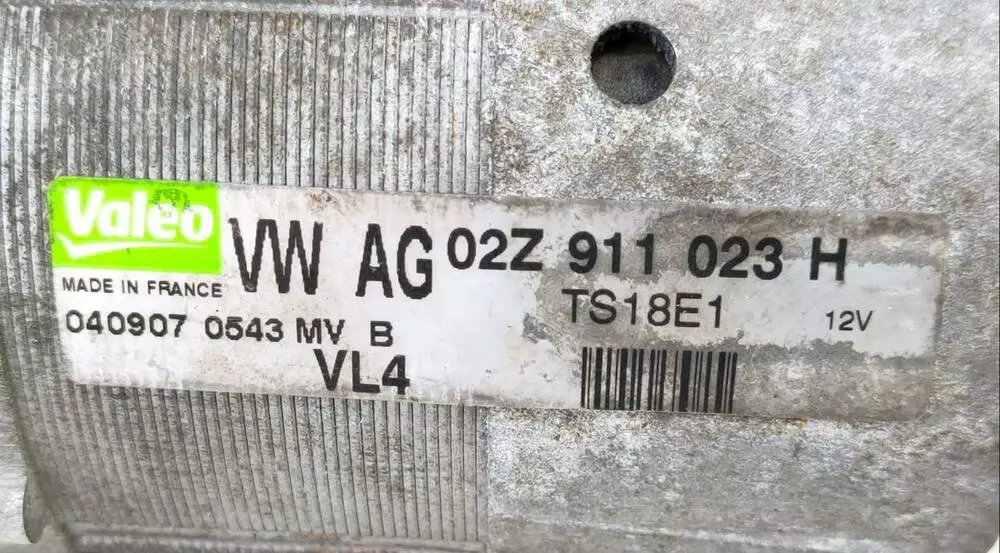 Valeo VW AG 02Z 911 023 H
MADE IN FRANCE TS18E1 12V
040907 0543 MV B
VL4